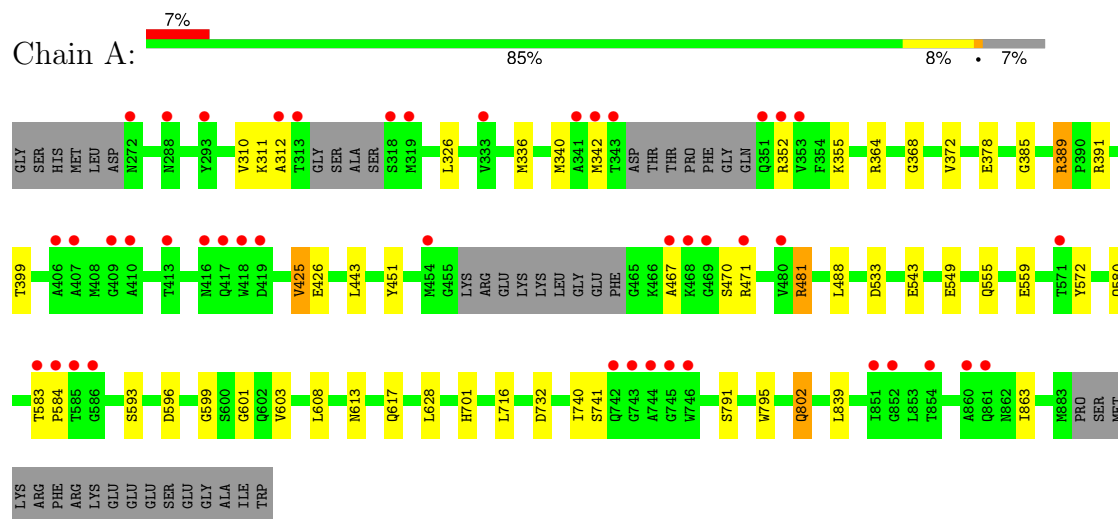 7%
Chain A:
85% 8% • 7%
GLY SER HIS MET LEU ASP N272 N288 Y293 V310 K311 A312 T313 GLY SER ALA SER S318 M319 L326 V333 M336 M340 A341 M342 T343 ASP THR THR PRO PHE GLY GLN Q351 R352 V353 F354 K355 R364 G368 V372 E378 G385 R389 P390 R391
T399 A406 A407 M408 G409 A410 T413 N416 Q417 W418 D419 V425 E426 L443 Y451 M454 G455 LYS ARG GLU LYS LYS LEU GLY GLU PHE G465 K466 A467 K468 G469 S470 R471 V480 R481 L488 D533 E543 E549 Q555 E559 T571 Y572
T583 P584 T585 G586 S593 D596 G599 S600 G601 Q602 V603 L608 N613 Q617 L628 H701 L716 D732 I740 S741 Q742 G743 A744 G745 W746 S791 W795 Q802 L839 I851 G852 L853 T854 A860 Q861 N862 I863 M883 PRO SER MET
LYS ARG PHE ARG LYS GLU GLU GLU SER GLU GLY ALA ILE TRP